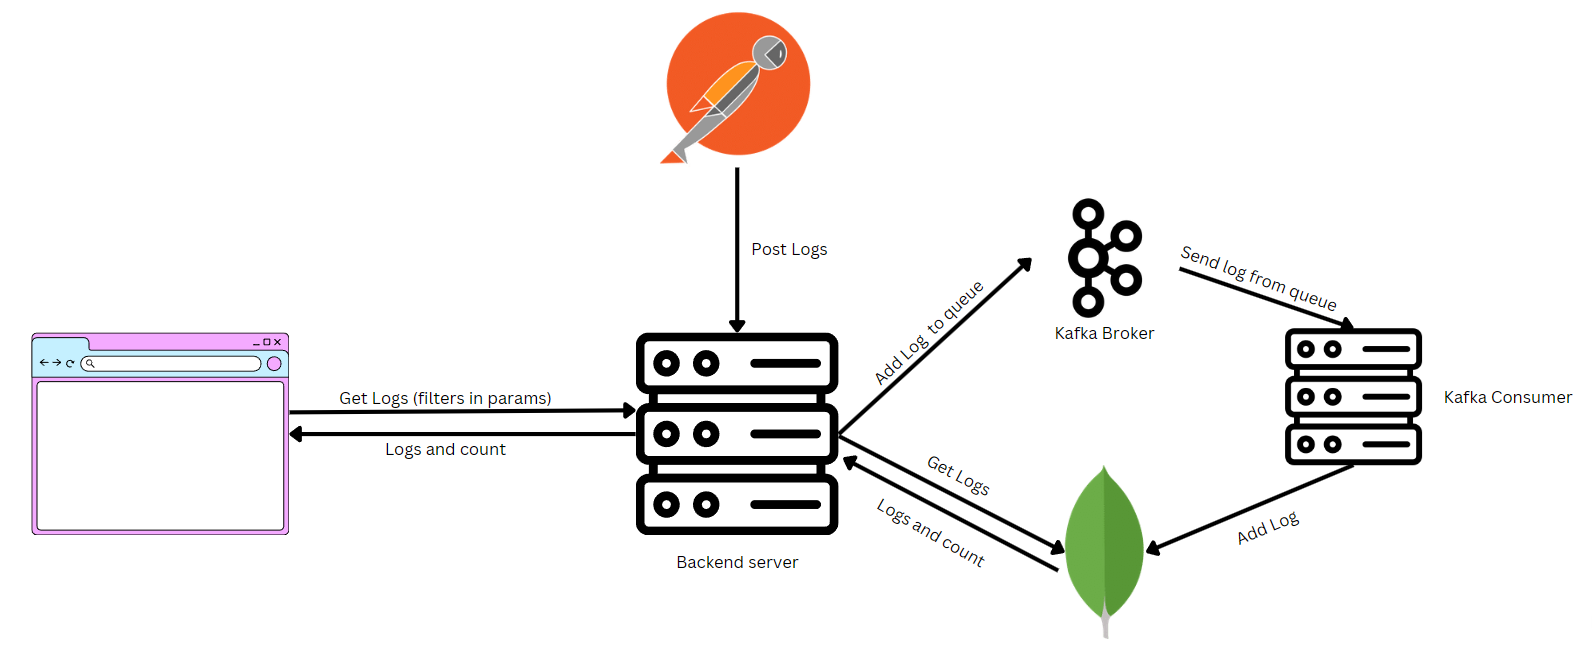 Post Logs
Add Log to queue
Send log from queue
Kafka Broker
Get Logs (filters in params)
Logs and count
Kafka Consumer
Get Logs
Logs and count
Add Log
Backend server